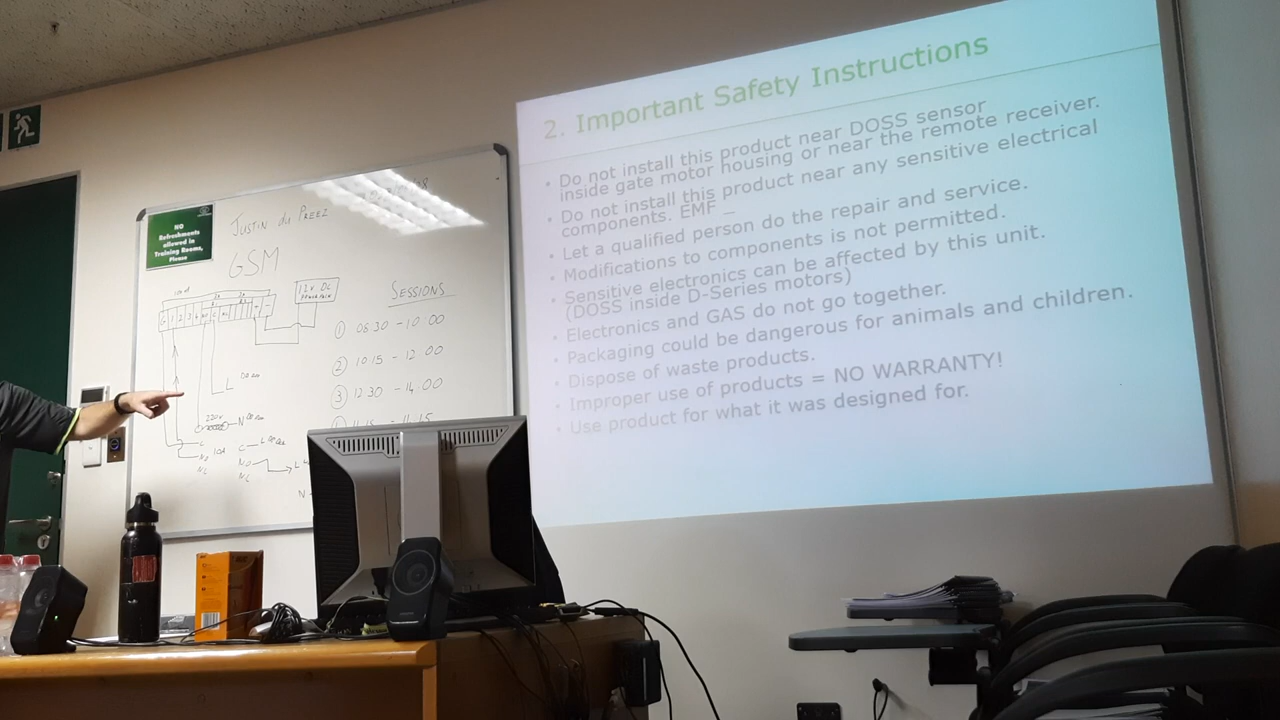 NO
Refreshments
allowed in
Training Rooms,
Please
JUSTIN du PREEZ
GSM
12V DC
SESSIONS
1 08 30 - 10 00
2 10 15 - 12 00
3 12 30 - 14.00
220V
N
L
C
NO 10A
C L
NO L
NC
N
2. Important Safety Instructions
• Do not install this product near DOSS sensor
inside gate motor housing or near the remote receiver.
• Do not install this product near any sensitive electrical
components. EMF _
• Let a qualified person do the repair and service.
• Modifications to components is not permitted.
• Sensitive electronics can be affected by this unit.
(DOSS inside D-Series motors)
• Electronics and GAS do not go together.
• Packaging could be dangerous for animals and children.
• Dispose of waste products.
• Improper use of products = NO WARRANTY!
• Use product for what it was designed for.